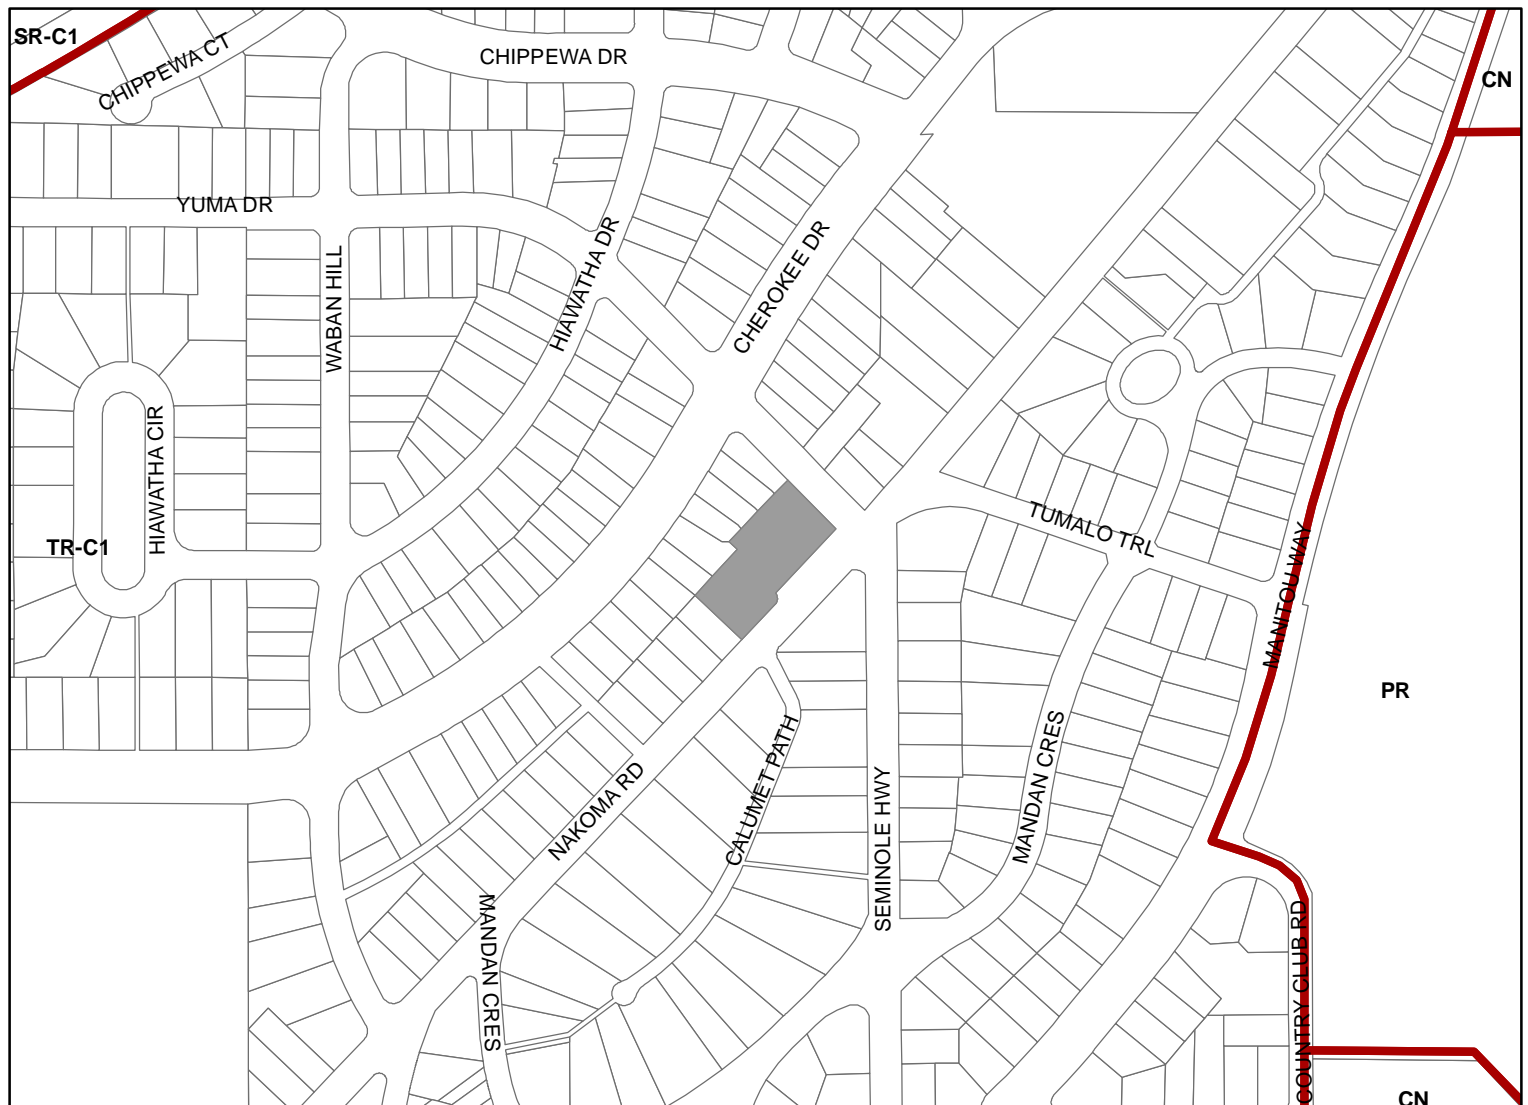 SR-C1
CHIPPEWA CT
CHIPPEWA DR
CN
YUMA DR
WABAN HILL
HIAWATHA DR
CHEROKEE DR
HIAWATHA CIR
TR-C1
TUMALO TRL
MANITOU WAY
PR
NAKOMA RD
CALUMET PATH
SEMINOLE HWY
MANDAN CRES
MANDAN CRES
COUNTRY CLUB RD
CN